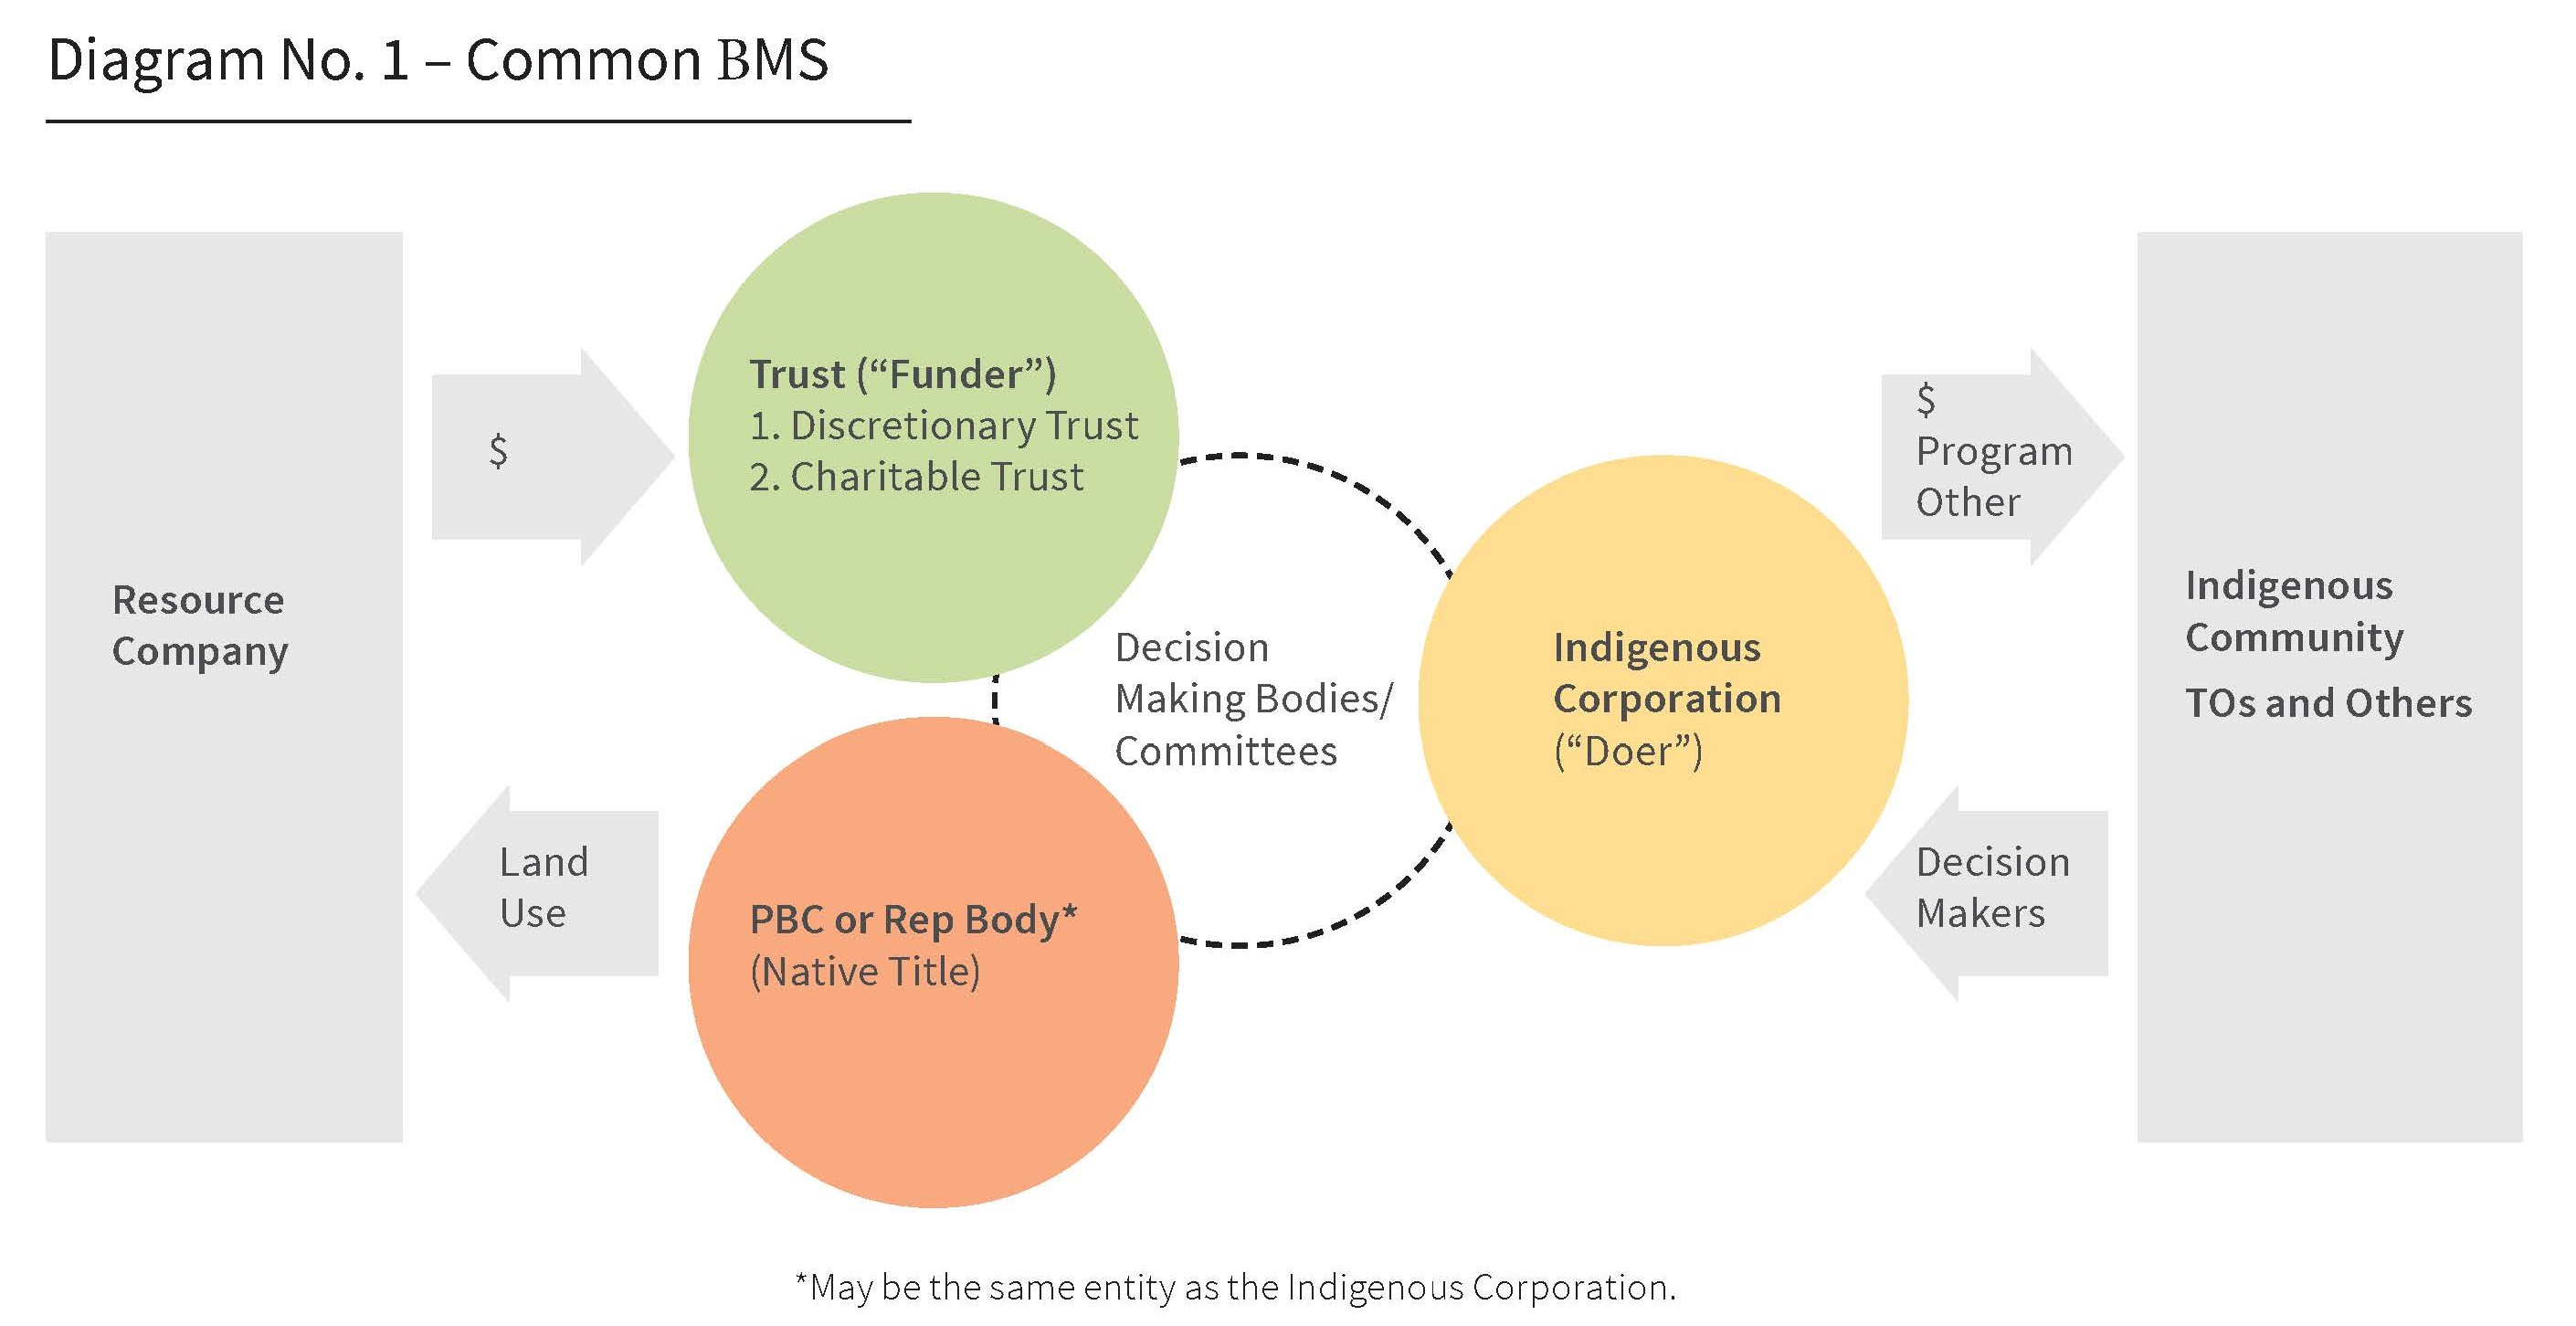 Diagram No. 1 – Common BMS
Resource
Company
$
Land
Use
Trust (“Funder”)
1. Discretionary Trust
2. Charitable Trust
PBC or Rep Body*
(Native Title)
Decision
Making Bodies/
Committees
Indigenous
Corporation
(“Doer”)
$
Program
Other
Decision
Makers
Indigenous
Community
TOs and Others
*May be the same entity as the Indigenous Corporation.